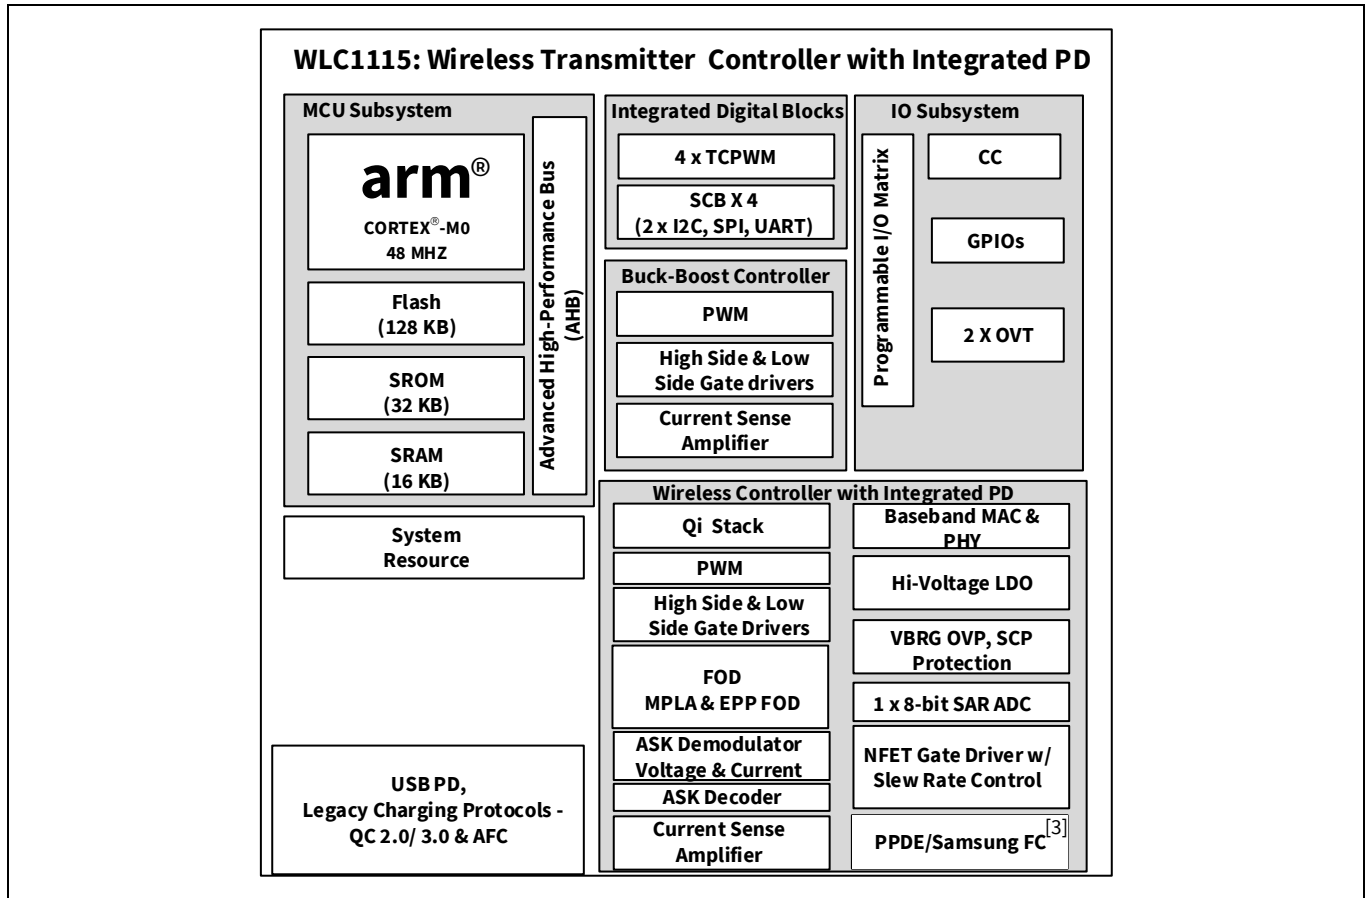 WLC1115: Wireless Transmitter Controller with Integrated PD
MCU Subsystem
arm®
CORTEX®-M0
48 MHZ
Flash
(128 KB)
SROM
(32 KB)
SRAM
(16 KB)
Advanced High-Performance Bus
(AHB)
System
Resource
USB PD,
Legacy Charging Protocols -
QC 2.0/ 3.0 & AFC
Integrated Digital Blocks
4 x TCPWM
SCB X 4
(2 x I2C, SPI, UART)
Buck-Boost Controller
PWM
High Side & Low
Side Gate drivers
Current Sense
Amplifier
IO Subsystem
Programmable I/O Matrix
CC
GPIOs
2 X OVT
Wireless Controller with Integrated PD
Qi Stack
PWM
High Side & Low
Side Gate Drivers
FOD
MPLA & EPP FOD
ASK Demodulator
Voltage & Current
ASK Decoder
Current Sense
Amplifier
Baseband MAC &
PHY
Hi-Voltage LDO
VBRG OVP, SCP
Protection
1 x 8-bit SAR ADC
NFET Gate Driver w/
Slew Rate Control
PPDE/Samsung FC[3]